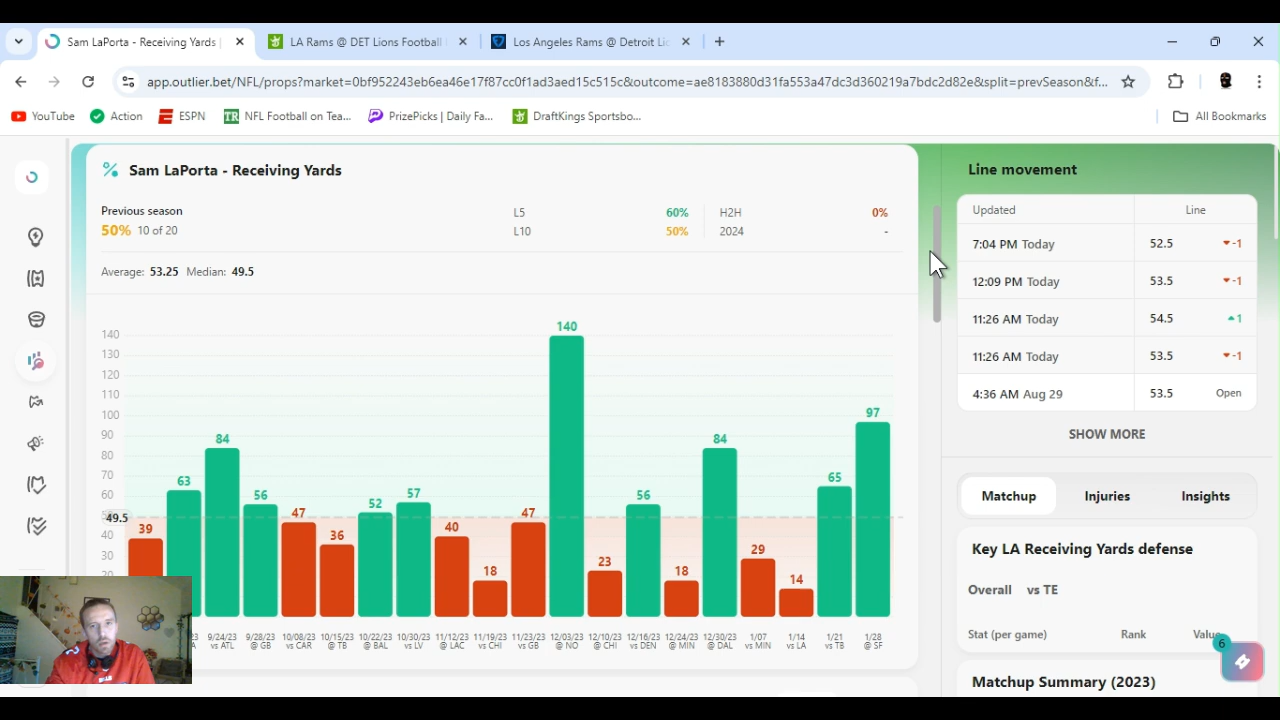 Sam LaPorta - Receiving Yards
LA Rams @ DET Lions Football
Los Angeles Rams @ Detroit Lic
app.outlier.bet/NFL/props?market=0bf952243eb6ea46e17f87cc0f1ad3aed15c515c&outcome=ae8183880d31fa553a47dc3d360219a7bdc2d82e&split=prevSeason&f...
YouTube
Action
ESPN
NFL Football on Tea...
PrizePicks | Daily Fa...
DraftKings Sportsbo...
All Bookmarks
Sam LaPorta - Receiving Yards
Previous season
50% 10 of 20
L5 60% H2H 0%
L10 50% 2024 -
Average: 53.25 Median: 49.5
140
130
120
110
100
90
80
70
60
49.5
40
30
39 63 84 56 47 36 52 57 40 18 47 140 23 56 18 84 29 14 65 97
9/24/23 9/28/23 10/08/23 10/15/23 10/22/23 10/30/23 11/12/23 11/19/23 11/23/23 12/03/23 12/10/23 12/16/23 12/24/23 12/30/23 1/07 1/14 1/21 1/28
vs ATL @ GB vs CAR @ TB @ BAL vs LV @ LAC vs CHI vs GB @ NO @ CHI vs DEN @ MIN @ DAL vs MIN vs LA vs TB @ SF
Line movement
Updated Line
7:04 PM Today 52.5 -1
12:09 PM Today 53.5 -1
11:26 AM Today 54.5 1
11:26 AM Today 53.5 -1
4:36 AM Aug 29 53.5 Open
SHOW MORE
Matchup Injuries Insights
Key LA Receiving Yards defense
Overall vs TE
Stat (per game) Rank Value
6
Matchup Summary (2023)